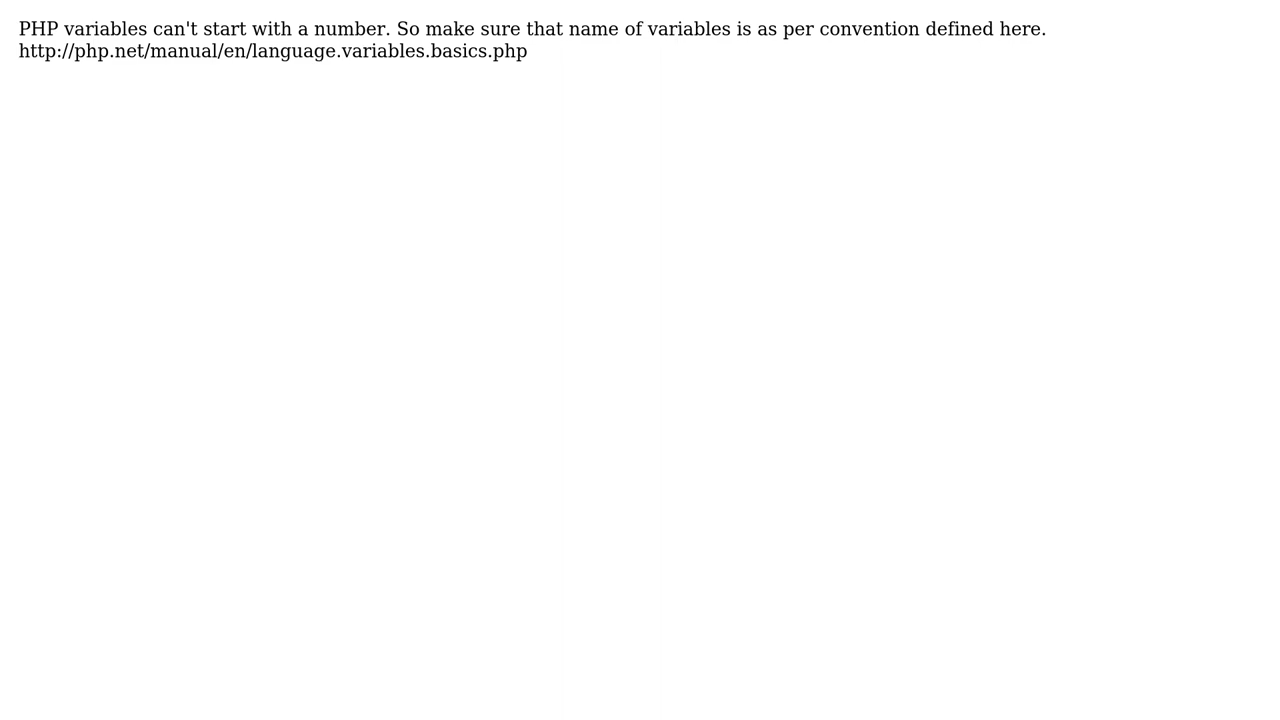 PHP variables can't start with a number. So make sure that name of variables is as per convention defined here.
http://php.net/manual/en/language.variables.basics.php